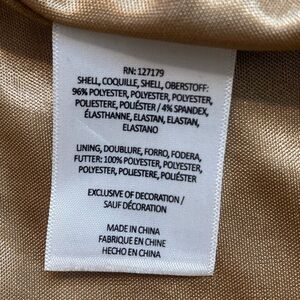 RN: 127179
SHELL, COQUILLE, SHELL, OBERSTOFF:
96% POLYESTER, POLYESTER, POLYESTER,
POLIESTERE, POLIÉSTER / 4% SPANDEX,
ÉLASTHANNE, ELASTAN, ELASTAN,
ELASTANO
LINING, DOUBLURE, FORRO, FODERA,
FUTTER: 100% POLYESTER, POLYESTER,
POLYESTER, POLIESTERE, POLIÉSTER
EXCLUSIVE OF DECORATION /
SAUF DÉCORATION
MADE IN CHINA
FABRIQUE EN CHINE
HECHO EN CHINA